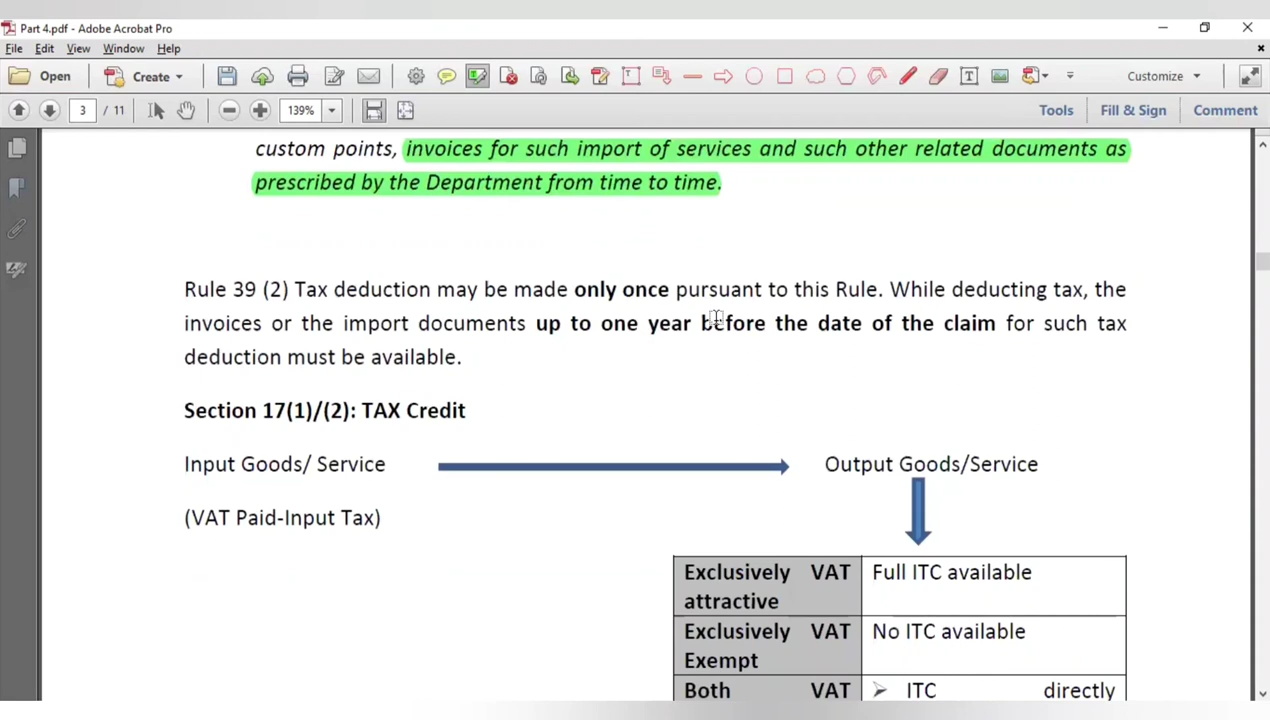 Part 4.pdf - Adobe Acrobat Pro
File Edit View Window Help
Open Create Customize
3 / 11 139% Tools Fill & Sign Comment
custom points, invoices for such import of services and such other related documents as
prescribed by the Department from time to time.
Rule 39 (2) Tax deduction may be made only once pursuant to this Rule. While deducting tax, the
invoices or the import documents up to one year before the date of the claim for such tax
deduction must be available.
Section 17(1)/(2): TAX Credit
Input Goods/ Service Output Goods/Service
(VAT Paid-Input Tax)
Exclusively VAT Full ITC available
attractive
Exclusively VAT No ITC available
Exempt
Both VAT ➢ ITC directly